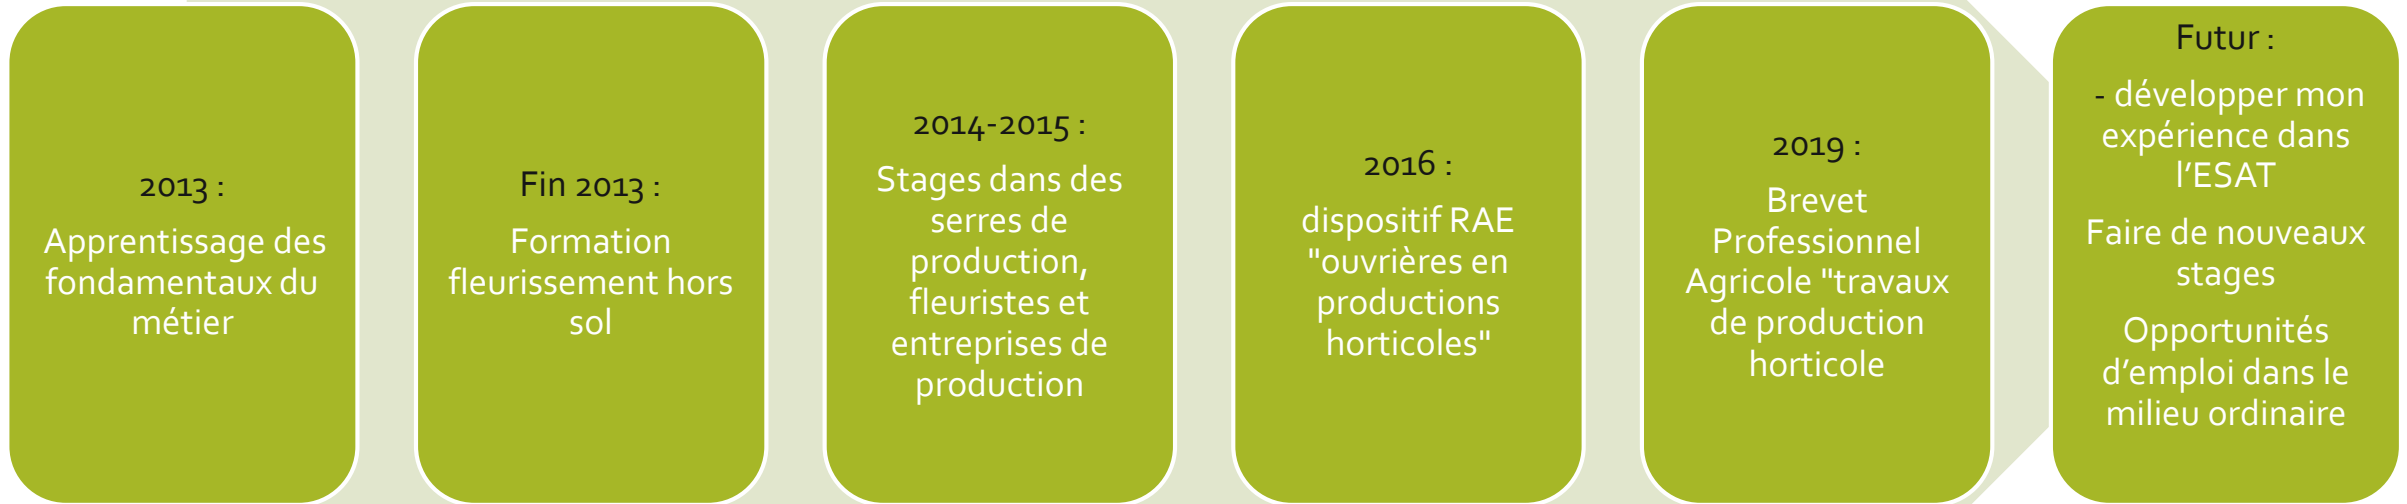 2013 :
Apprentissage des
fondamentaux du
métier
Fin 2013 :
Formation
fleurissement hors
sol
2014-2015 :
Stages dans des
serres de
production,
fleuristes et
entreprises de
production
2016 :
dispositif RAE
"ouvrières en
productions
horticoles"
2019 :
Brevet
Professionnel
Agricole "travaux
de production
horticole
Futur :
- développer mon
expérience dans
l’ESAT
Faire de nouveaux
stages
Opportunités
d’emploi dans le
milieu ordinaire